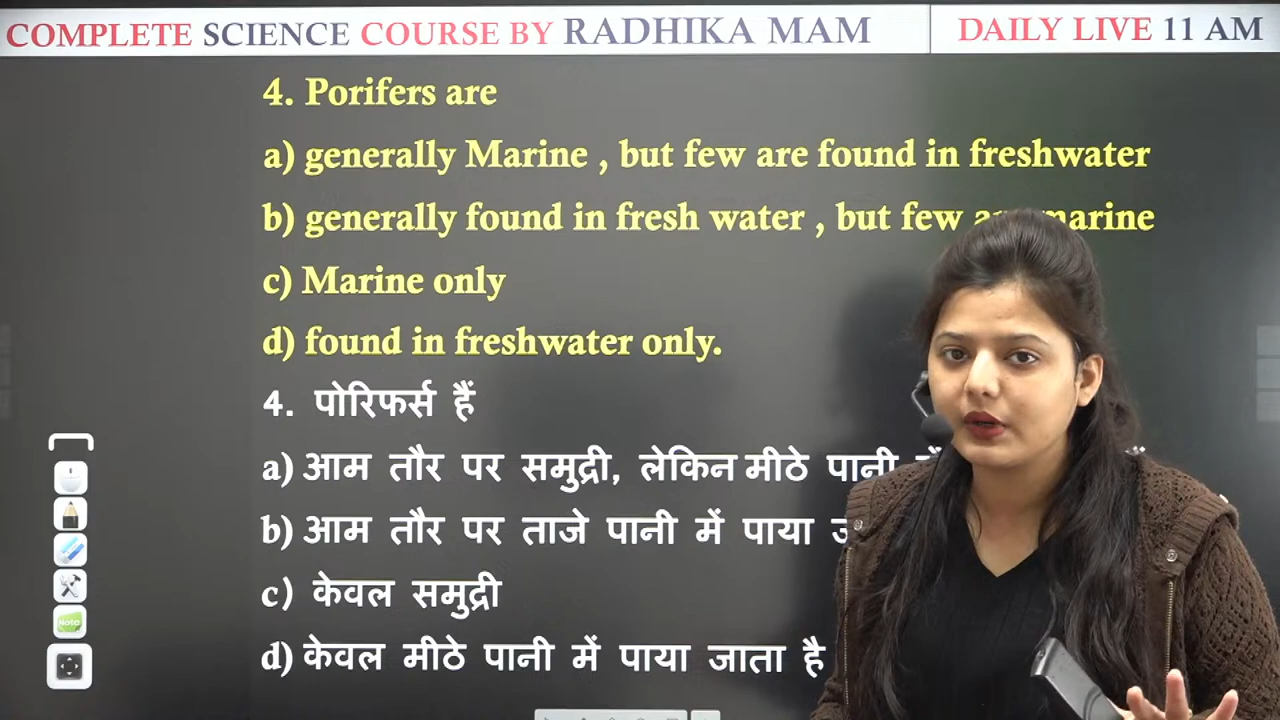 COMPLETE SCIENCE COURSE BY RADHIKA MAM
DAILY LIVE 11 AM
4. Porifers are
a) generally Marine , but few are found in freshwater
b) generally found in fresh water , but few marine
c) Marine only
d) found in freshwater only.
4. पोरिफर्स हैं
a) आम तौर पर समुद्री, लेकिन मीठे पानी
b) आम तौर पर ताजे पानी में पाया
c) केवल समुद्री
d) केवल मीठे पानी में पाया जाता है
Note